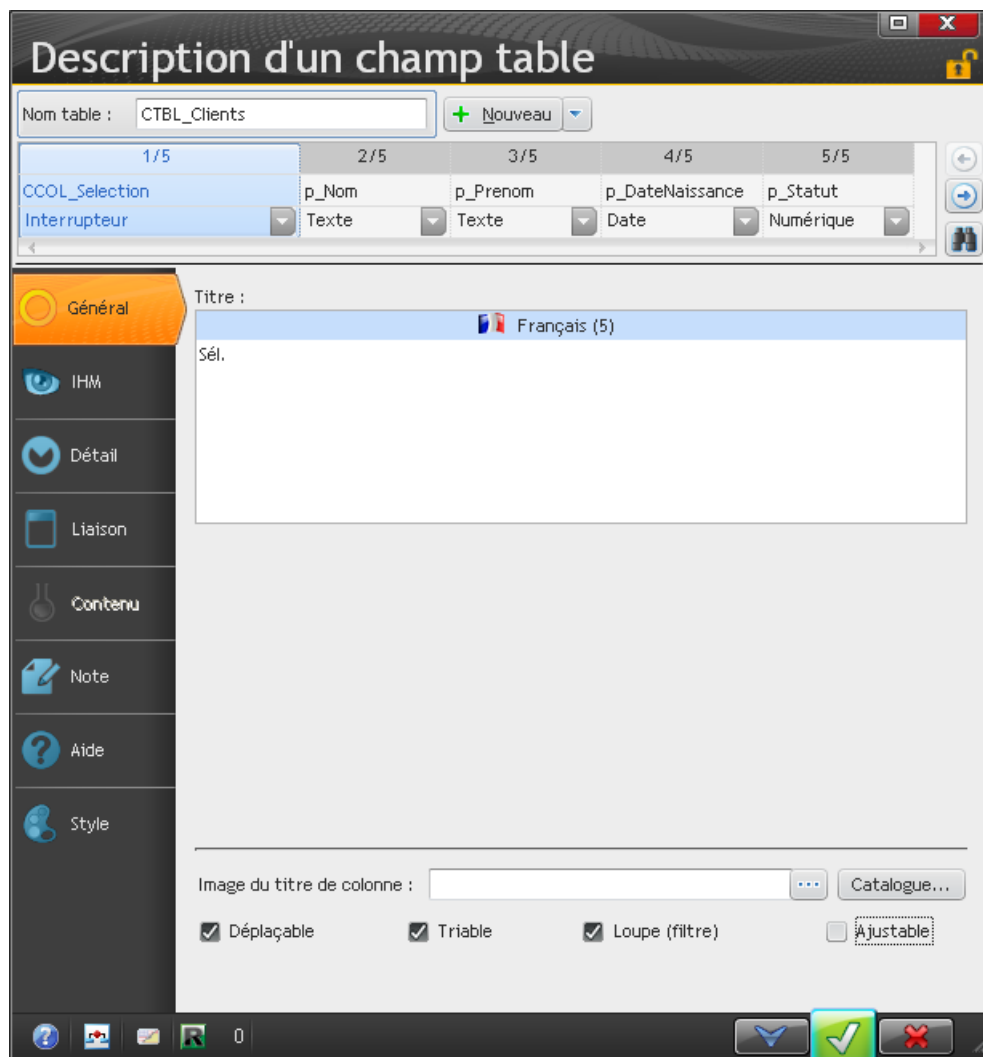 Description d'un champ table
Nom table : CTBL_Clients Nouveau
1/5 2/5 3/5 4/5 5/5
CCOL_Selection p_Nom p_Prenom p_DateNaissance p_Statut
Interrupteur Texte Texte Date Numérique
Général
Titre :
Français (5)
Sél.
IHM
Détail
Liaison
Contenu
Note
Aide
Style
Image du titre de colonne : ... Catalogue...
Déplaçable Triable Loupe (filtre) Ajustable
0